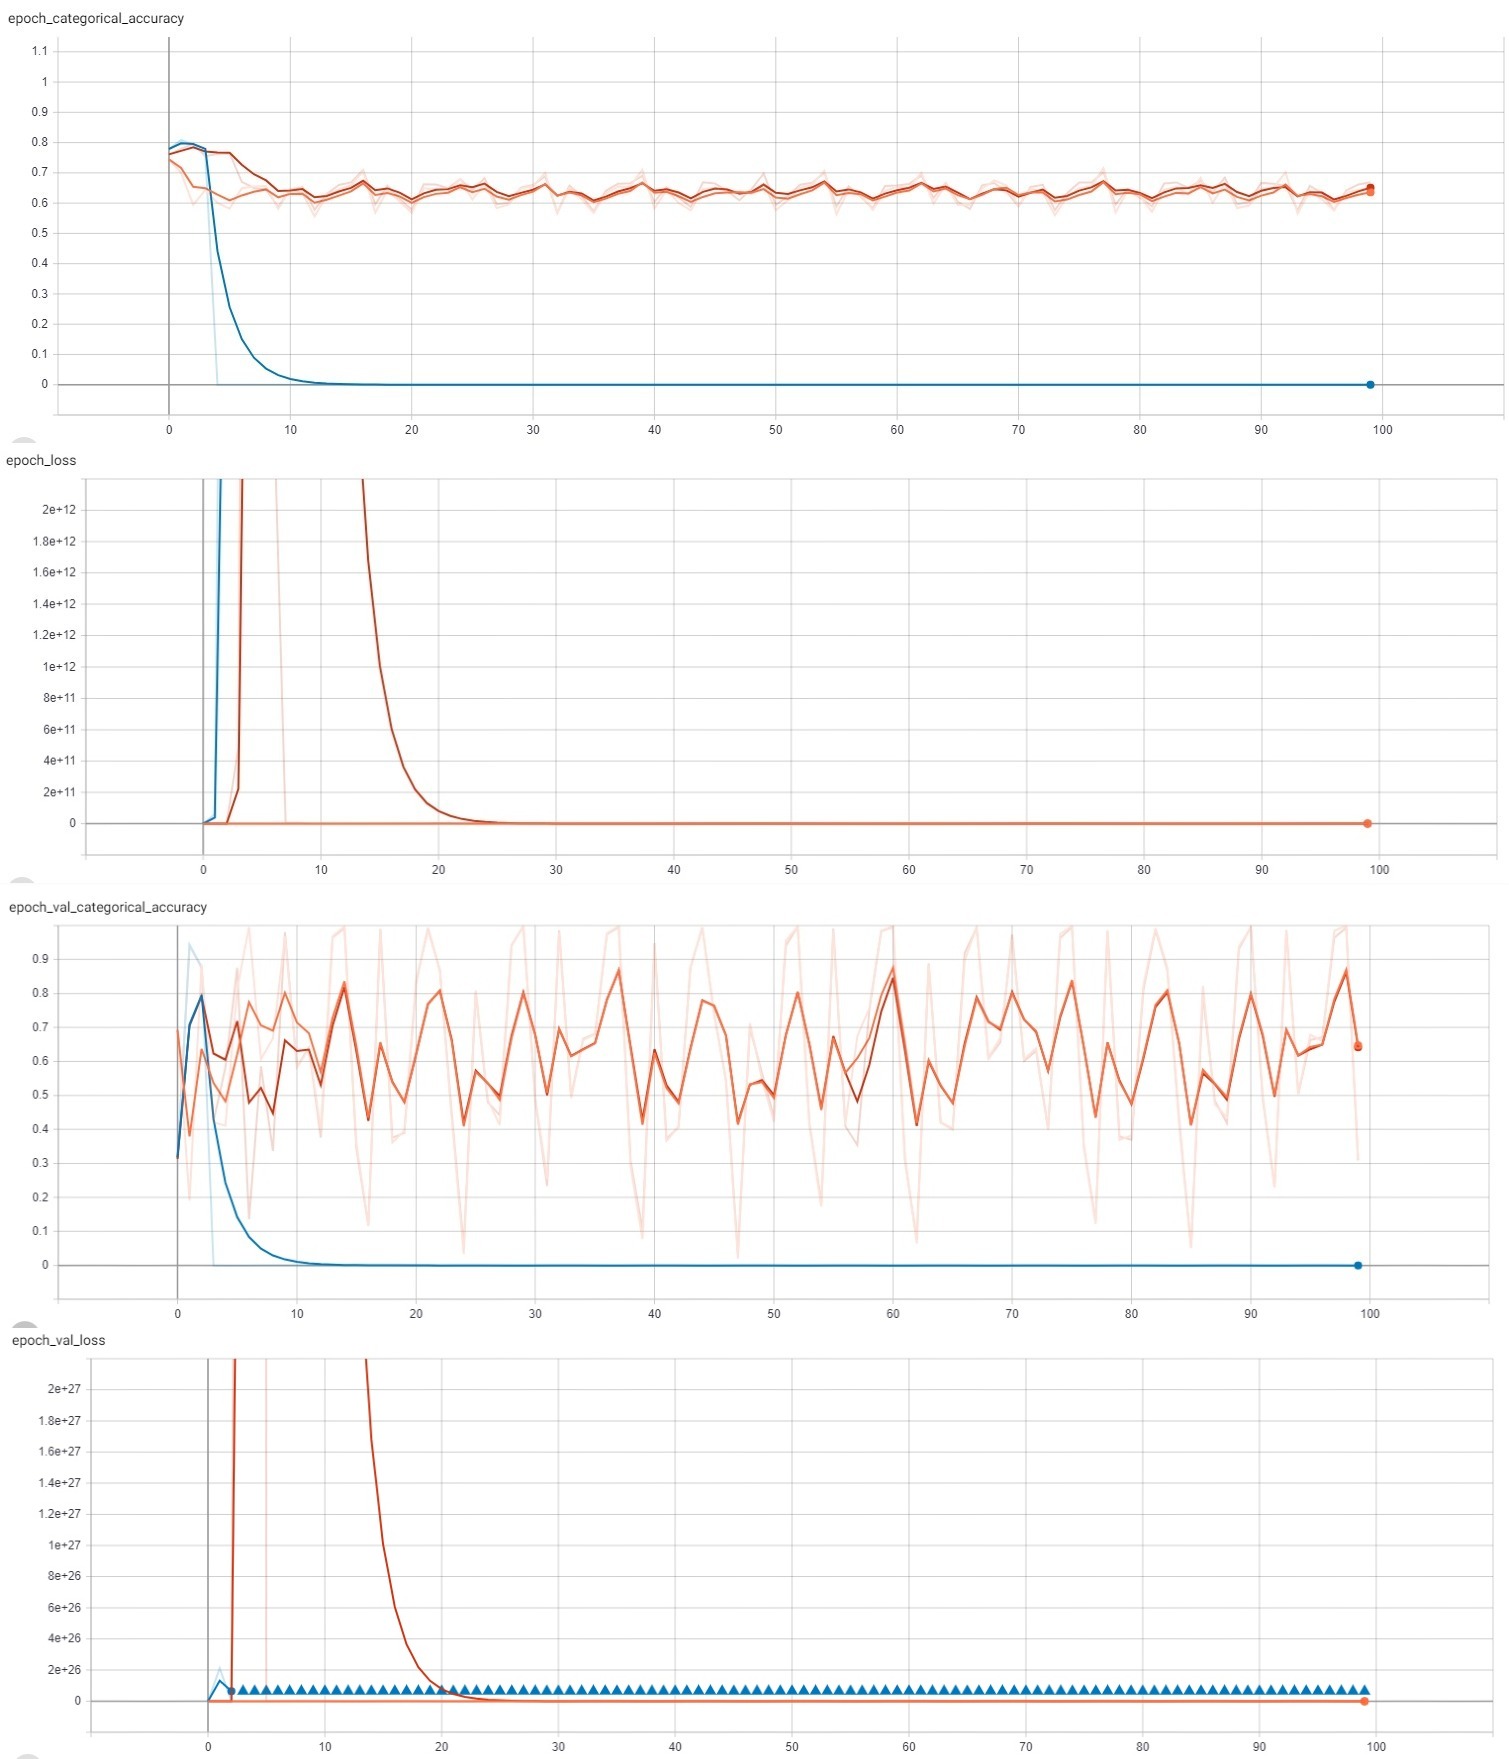 epoch_categorical_accuracy
1.1
1
0.9
0.8
0.7
0.6
0.5
0.4
0.3
0.2
0.1
0
0 10 20 30 40 50 60 70 80 90 100
epoch_loss
2e+12
1.8e+12
1.6e+12
1.4e+12
1.2e+12
1e+12
8e+11
6e+11
4e+11
2e+11
0
0 10 20 30 40 50 60 70 80 90 100
epoch_val_categorical_accuracy
0.9
0.8
0.7
0.6
0.5
0.4
0.3
0.2
0.1
0
0 10 20 30 40 50 60 70 80 90 100
epoch_val_loss
2e+27
1.8e+27
1.6e+27
1.4e+27
1.2e+27
1e+27
8e+26
6e+26
4e+26
2e+26
0
0 10 20 30 40 50 60 70 80 90 100